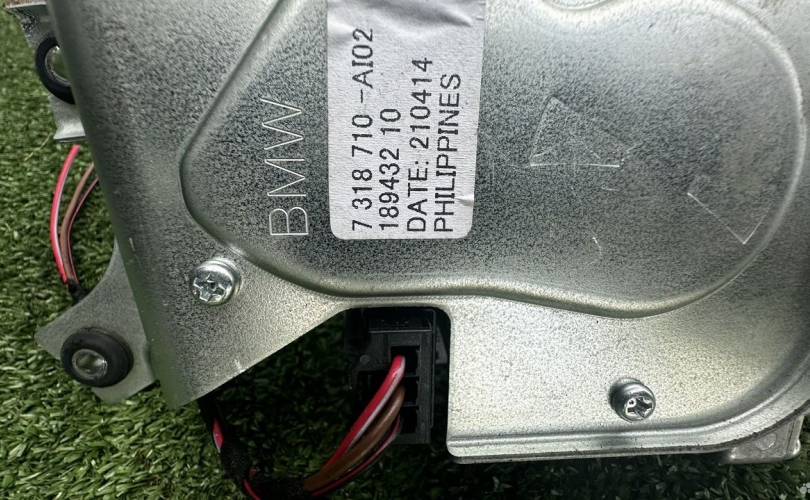 BMW
7 318 710-AI02
189432 10
DATE: 210414
PHILIPPINES